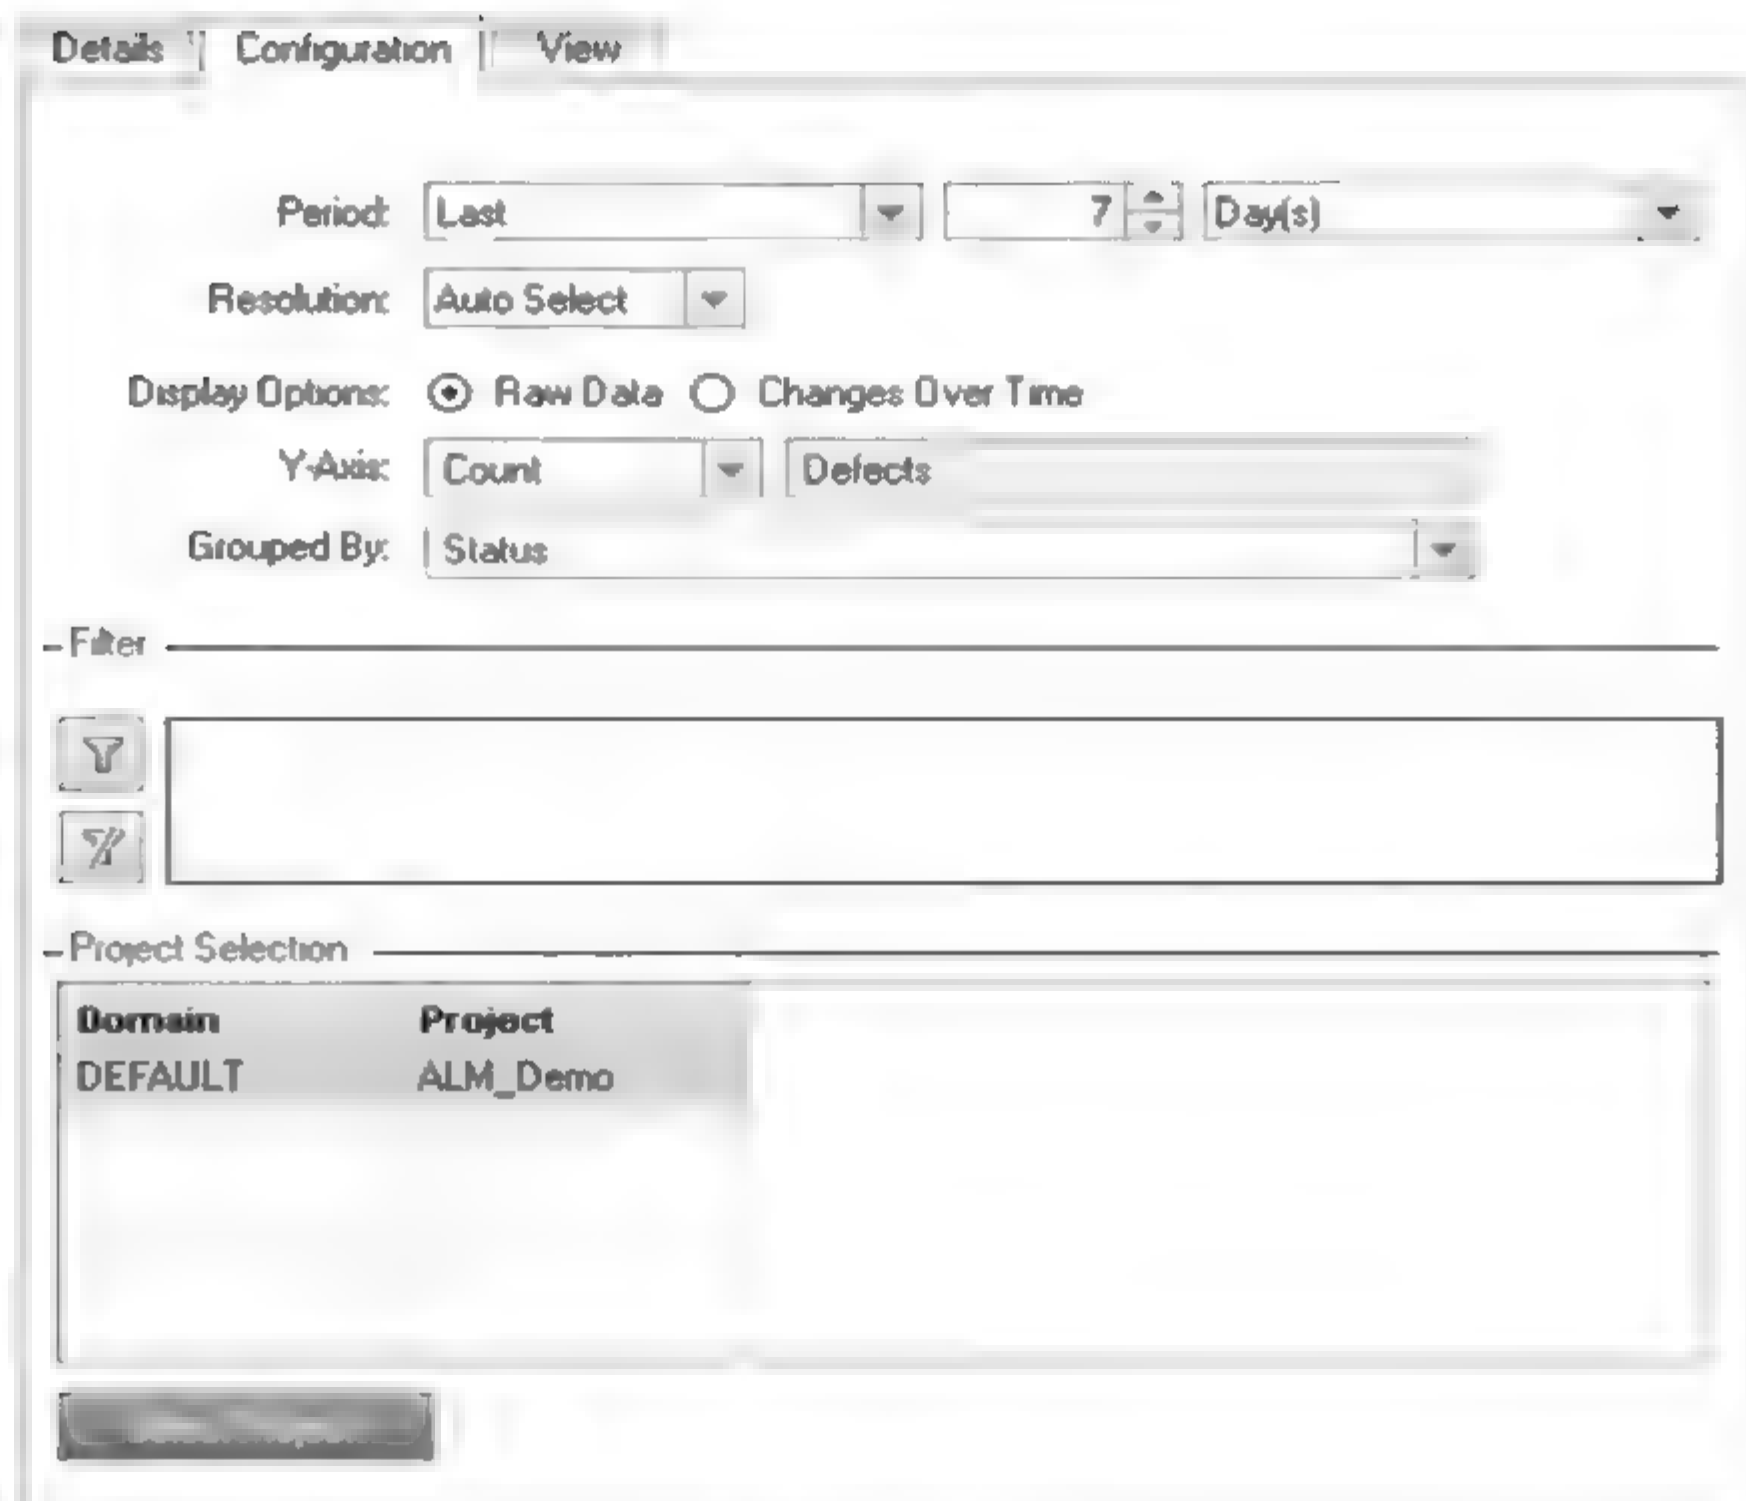 Details Configuration View
Period: Last 7 Day(s)
Resolution: Auto Select
Display Options: Raw Data Changes Over Time
Y-Axis: Count Defects
Grouped By: Status
Filter
Project Selection
Domain Project
DEFAULT ALM_Demo